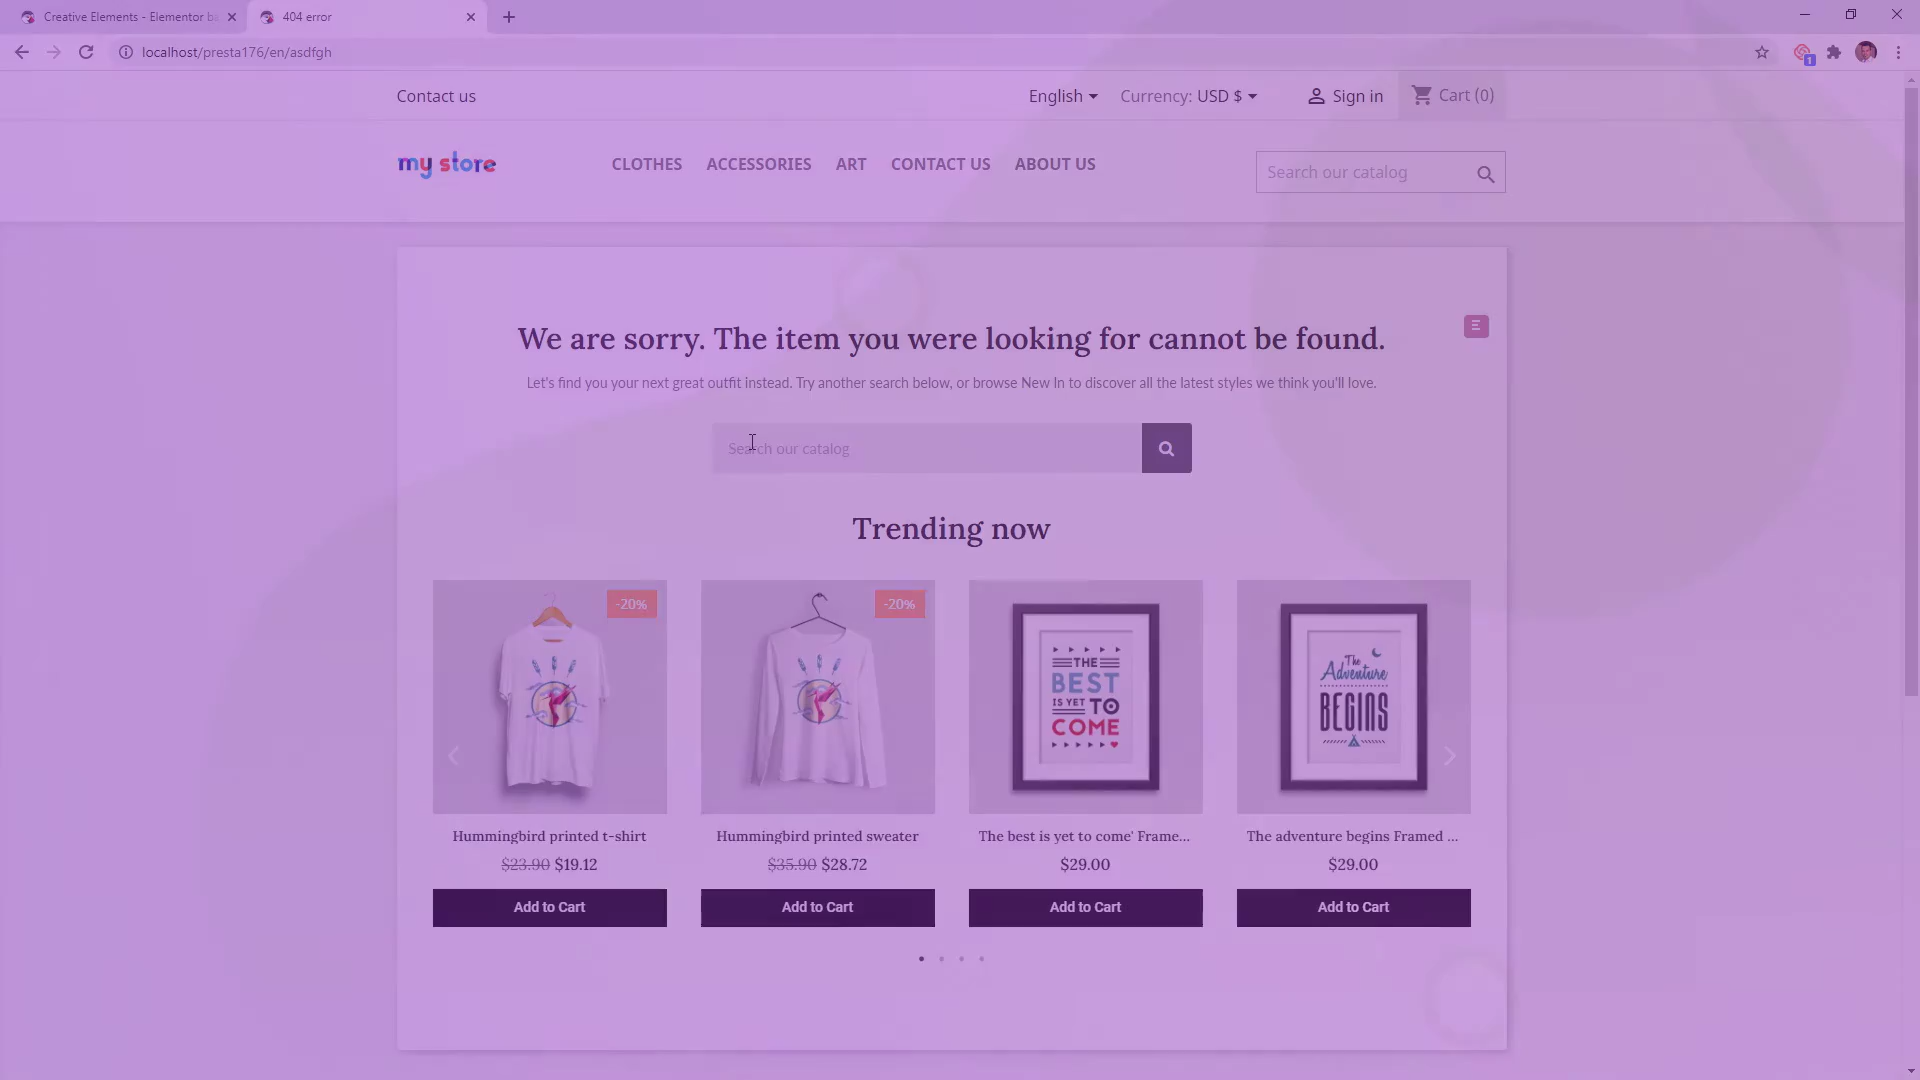 Creative Elements - Elementor ba
404 error
localhost/presta176/en/asdfgh
1
Contact us
English
Currency: USD $
Sign in
Cart (0)
my store
CLOTHES
ACCESSORIES
ART
CONTACT US
ABOUT US
Search our catalog
We are sorry. The item you were looking for cannot be found.
Let's find you your next great outfit instead. Try another search below, or browse New In to discover all the latest styles we think you'll love.
Search our catalog
Trending now
-20%
-20%
THE
BEST
IS YET TO
COME
The
Adventure
BEGINS
Hummingbird printed t-shirt
Hummingbird printed sweater
The best is yet to come' Frame...
The adventure begins Framed ...
$23.90 $19.12
$35.90 $28.72
$29.00
$29.00
Add to Cart
Add to Cart
Add to Cart
Add to Cart